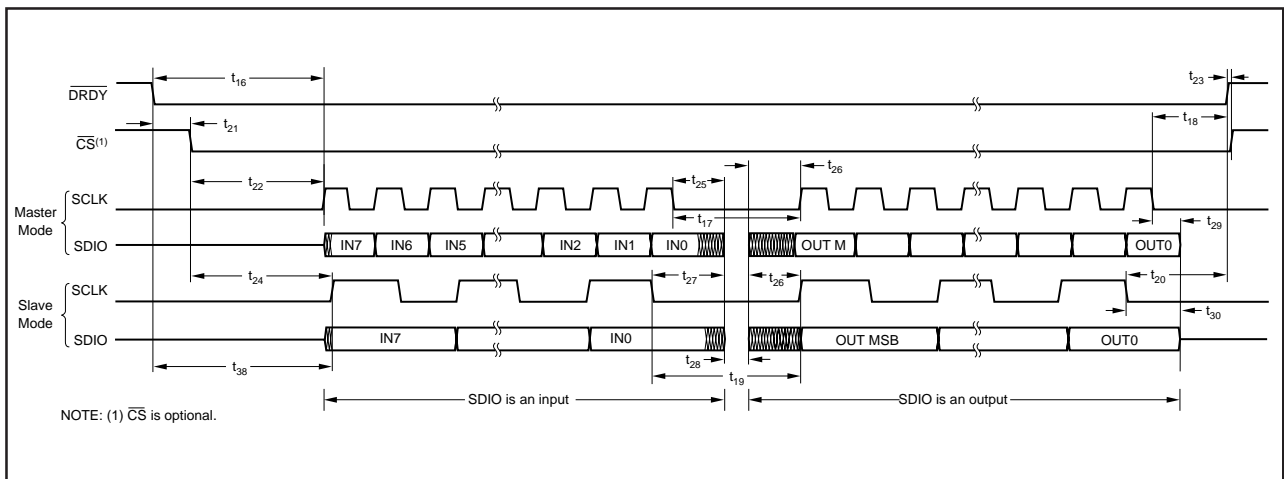 t16
t23
DRDY
t21
t18
CS(1)
t26
t22
t25
SCLK
Master
Mode
t17
t29
SDIO
IN7 IN6 IN5 IN2 IN1 IN0 OUT M OUT0
t24
t27
t26
t20
SCLK
Slave
Mode
t30
SDIO
IN7 IN0 OUT MSB OUT0
t28
t38
t19
SDIO is an input
SDIO is an output
NOTE: (1) CS is optional.